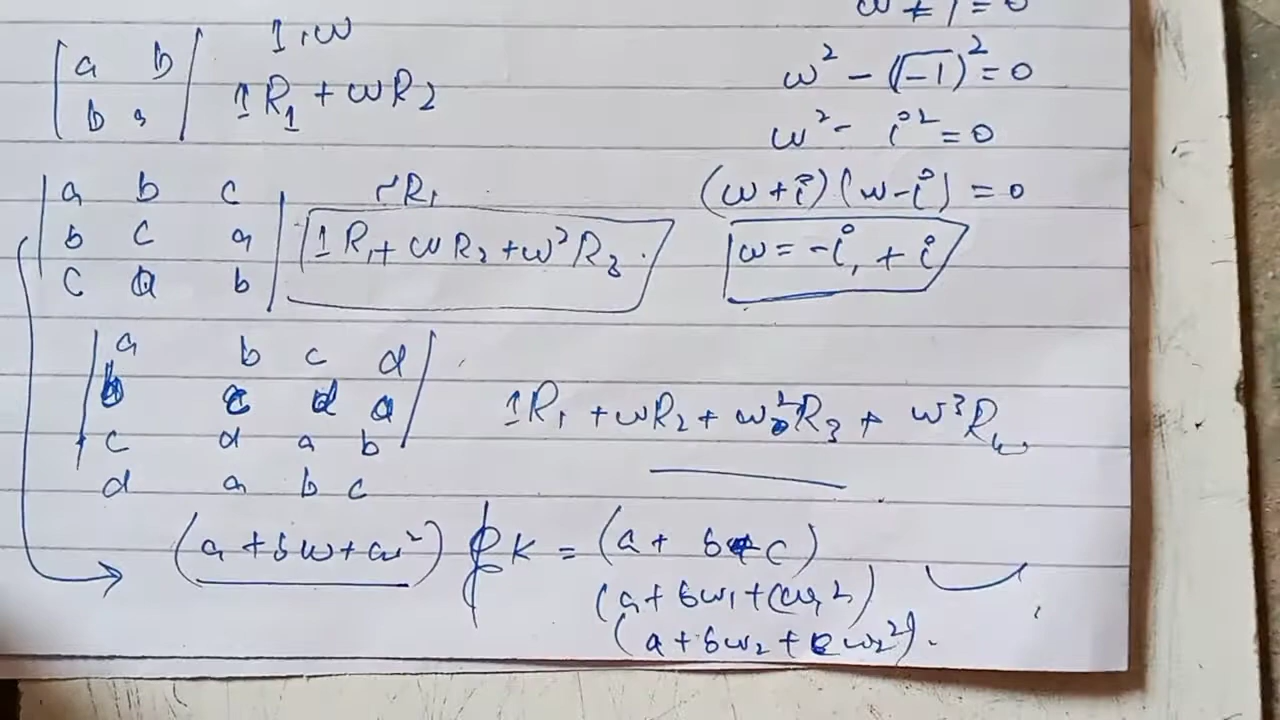 ω + 1 = 0
| a b | 1, ω
| b a | 1R₁ + ωR₂
ω² - (√-1)² = 0
ω² - i² = 0
(ω + i)(ω - i) = 0
ω = -i, + i
| a b c | rR₁
| b c a | 1R₁ + ωR₂ + ω²R₃
| c a b |
| a b c d |
| b c d a | 1R₁ + ωR₂ + ω²R₃ + ω³R₄
| c d a b |
d a b c
(a + bω + cω²) K = (a + b + c)
(a + bω₁ + cω₁²)
(a + bω₂ + cω₂²).